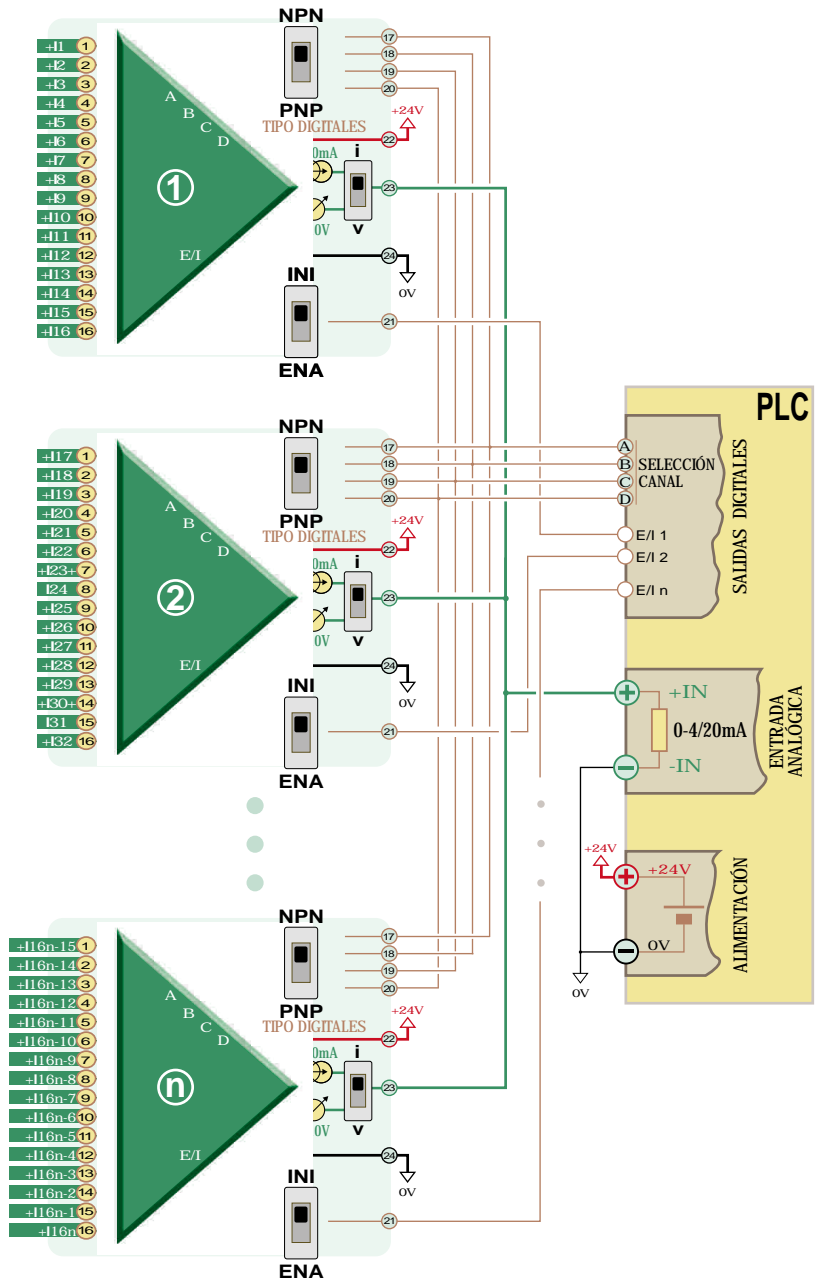 NPN
+I1 1
+I2 2
+I3 3
+I4 4
+I5 5
+I6 6
+I7 7
+I8 8
+I9 9
+I10 10
+I11 11
+I12 12
+I13 13
+I14 14
+I15 15
+I16 16
A
B
C
D
1
E/I
PNP
TIPO DIGITALES
17
18
19
20
+24V
22
0mA
i
23
0V
v
24
0V
INI
21
ENA
NPN
+I17 1
+I18 2
+I19 3
+I20 4
+I21 5
+I22 6
+I23+ 7
I24 8
+I25 9
+I26 10
+I27 11
+I28 12
+I29 13
+I30+ 14
I31 15
+I32 16
A
B
C
D
2
E/I
PNP
TIPO DIGITALES
17
18
19
20
+24V
22
0mA
i
23
0V
v
24
0V
INI
21
ENA
NPN
+I16n-15 1
+I16n-14 2
+I16n-13 3
+I16n-12 4
+I16n-11 5
+I16n-10 6
+I16n-9 7
+I16n-8 8
+I16n-7 9
+I16n-6 10
+I16n-5 11
+I16n-4 12
+I16n-3 13
+I16n-2 14
+I16n-1 15
+I16n 16
A
B
C
D
n
E/I
PNP
TIPO DIGITALES
17
18
19
20
+24V
22
0mA
i
23
0V
v
24
0V
INI
21
ENA
PLC
A
B
C
D
SELECCIÓN
CANAL
E/I 1
E/I 2
E/I n
SALIDAS DIGITALES
+IN
0-4/20mA
-IN
ENTRADA
ANALÓGICA
+24V
+24V
0V
0V
ALIMENTACIÓN